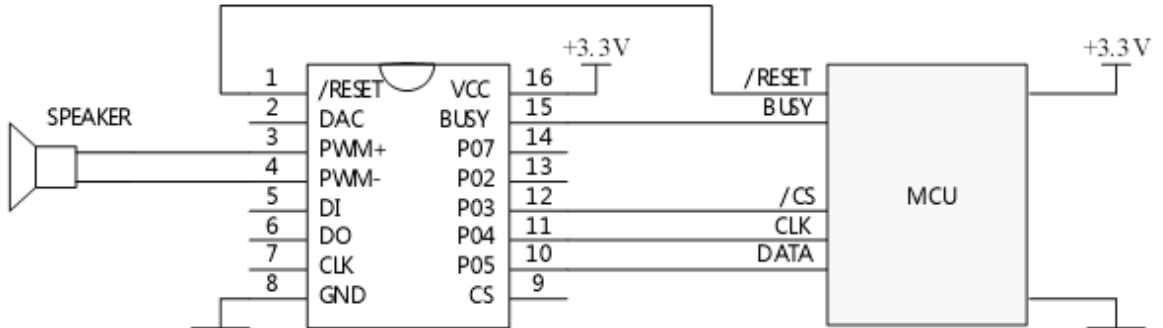 +3.3V +3.3V
1 /RESET VCC 16 /RESET
2 DAC BUSY 15 BUSY
SPEAKER 3 PWM+ P07 14
4 PWM- P02 13
5 DI P03 12 /CS MCU
6 DO P04 11 CLK
7 CLK P05 10 DATA
8 GND CS 9